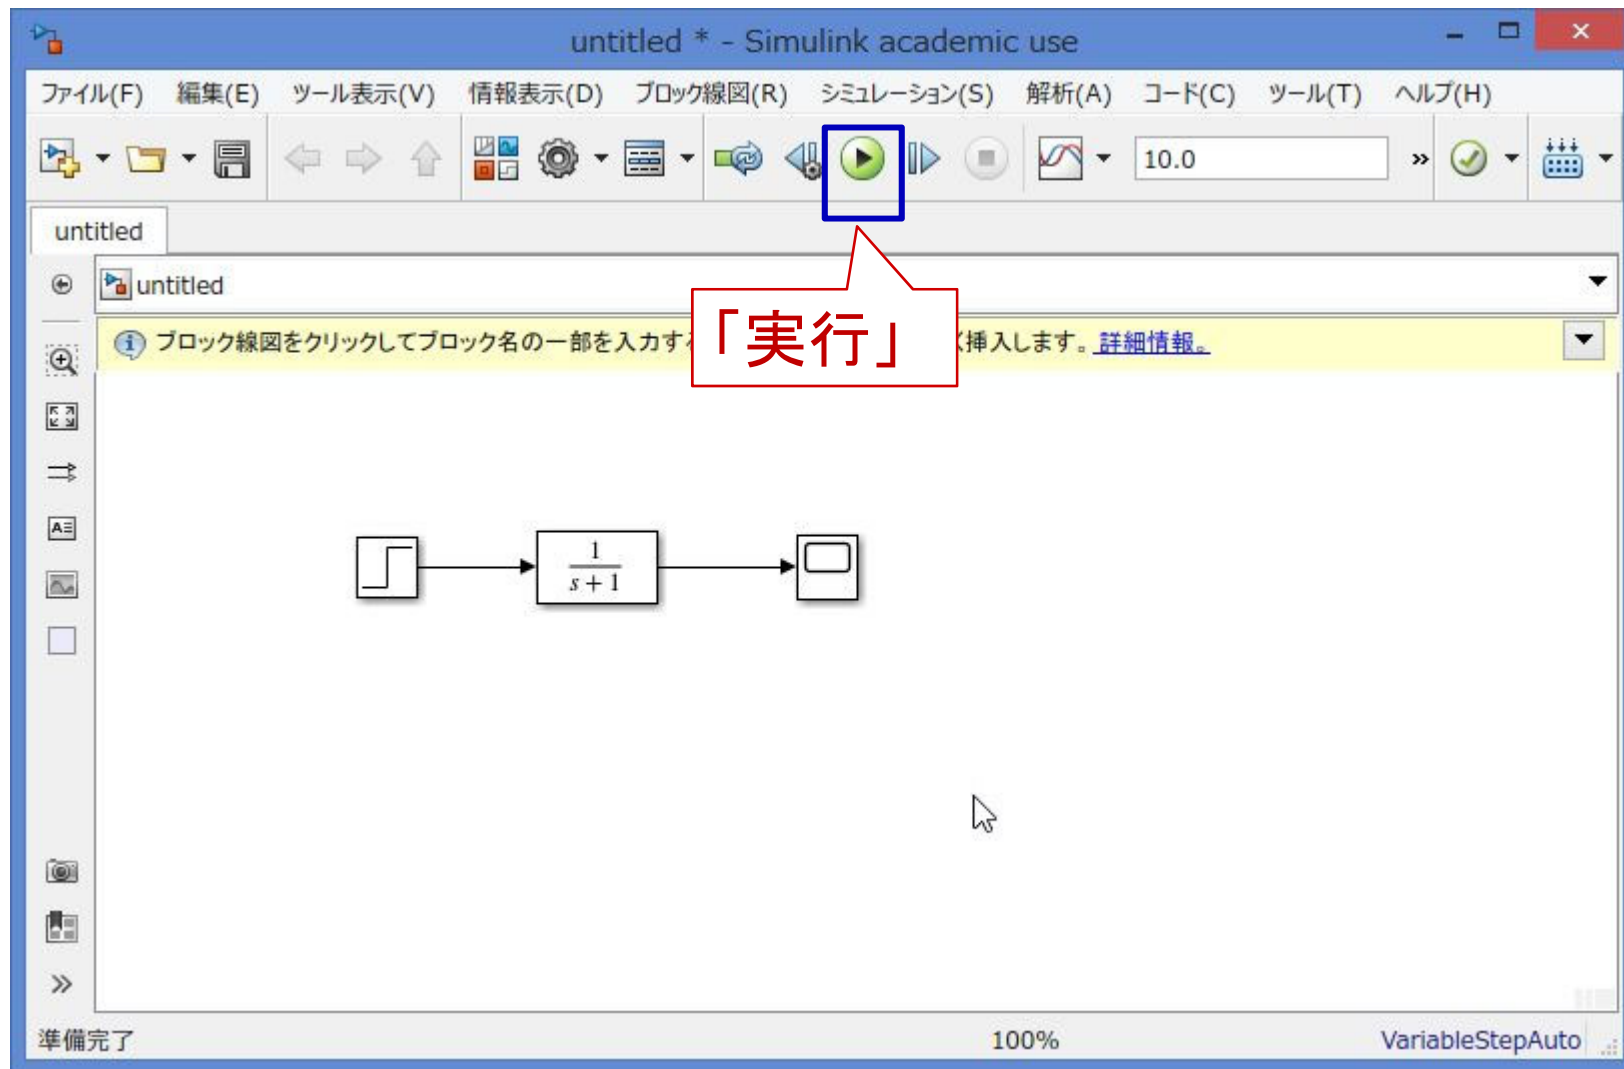 untitled * - Simulink academic use
ファイル(F) 編集(E) ツール表示(V) 情報表示(D) ブロック線図(R) シミュレーション(S) 解析(A) コード(C) ツール(T) ヘルプ(H)
10.0 »
untitled
untitled
ブロック線図をクリックしてブロック名の一部を入力す 挿入します。詳細情報。
「実行」
1
s + 1
準備完了 100% VariableStepAuto